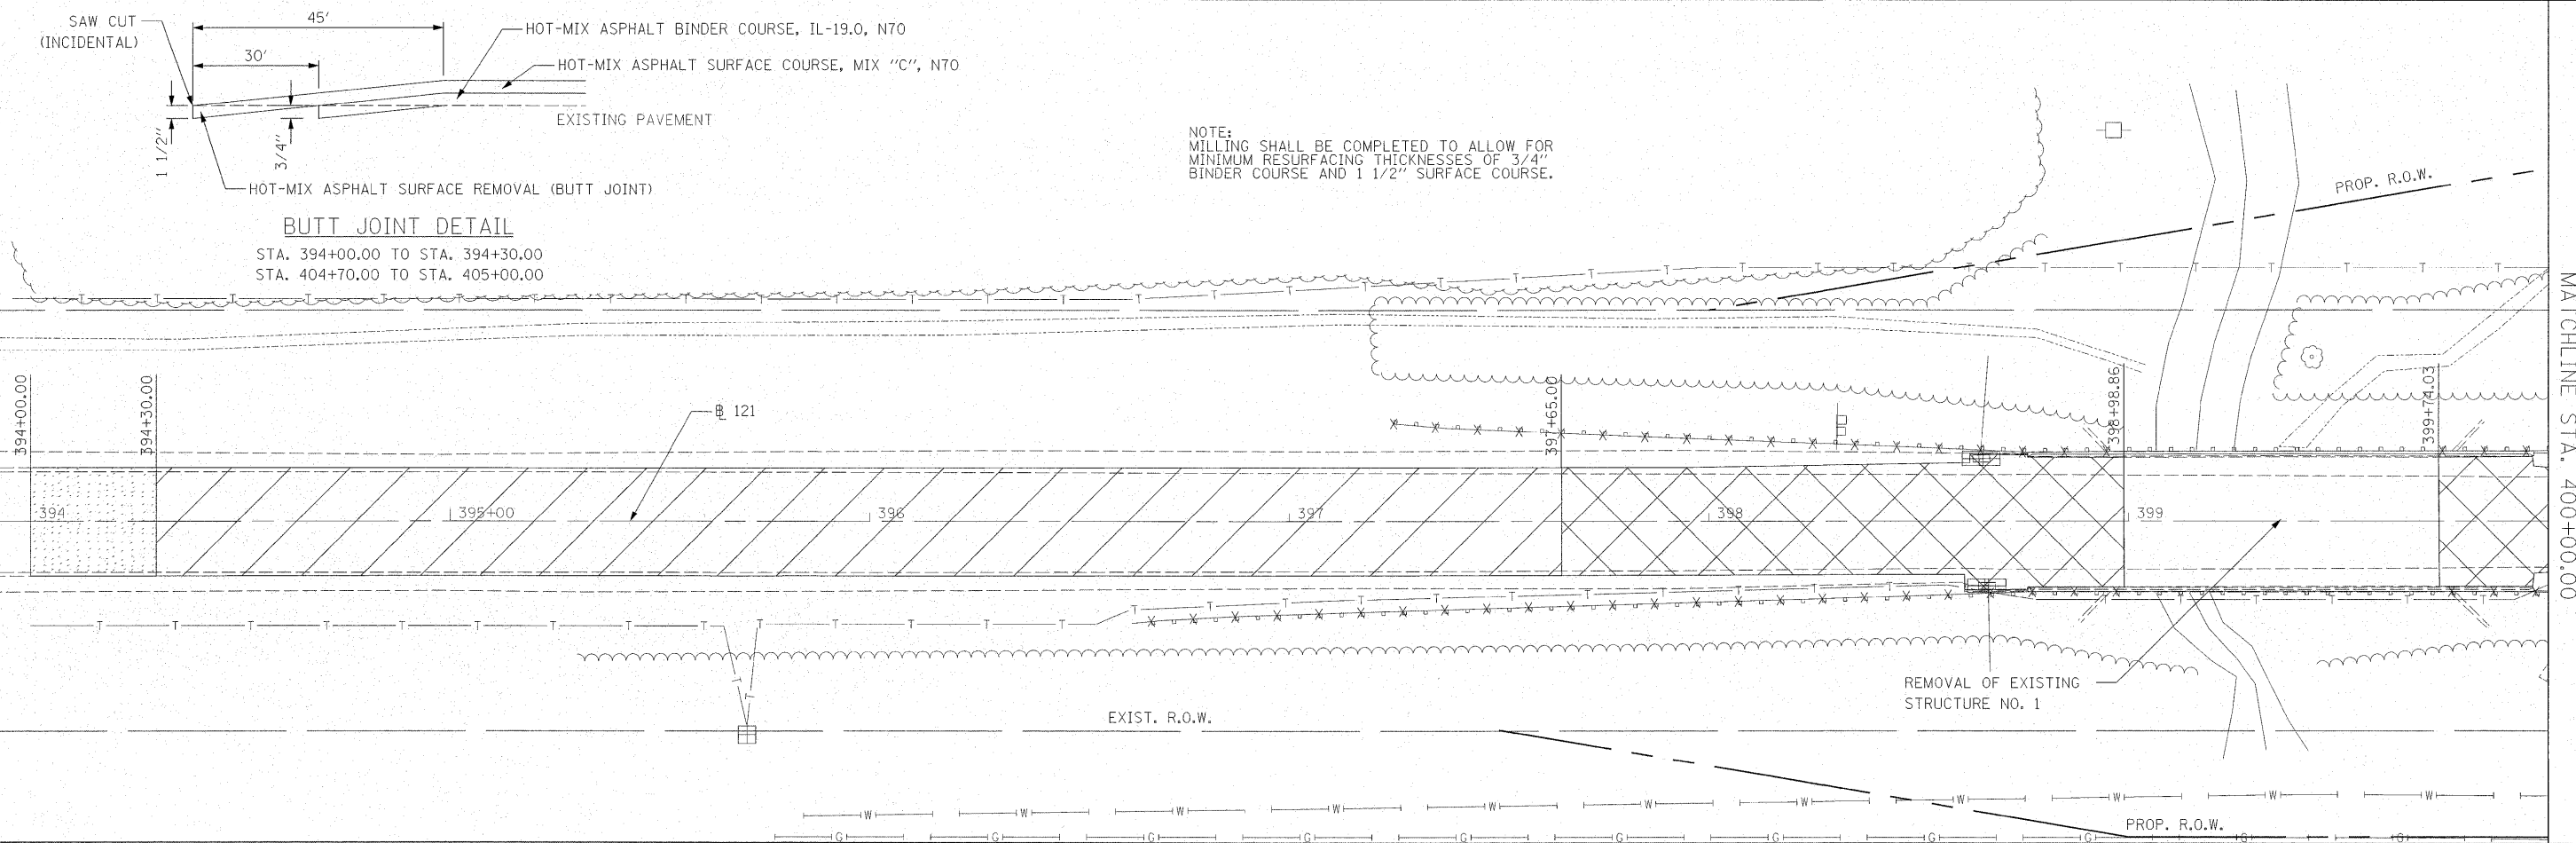 SAW CUT
(INCIDENTAL)
45'
30'
HOT-MIX ASPHALT BINDER COURSE, IL-19.0, N70
HOT-MIX ASPHALT SURFACE COURSE, MIX "C", N70
EXISTING PAVEMENT
1 1/2"
3/4"
HOT-MIX ASPHALT SURFACE REMOVAL (BUTT JOINT)
BUTT JOINT DETAIL
STA. 394+00.00 TO STA. 394+30.00
STA. 404+70.00 TO STA. 405+00.00
NOTE:
MILLING SHALL BE COMPLETED TO ALLOW FOR
MINIMUM RESURFACING THICKNESSES OF 3/4"
BINDER COURSE AND 1 1/2" SURFACE COURSE.
PROP. R.O.W.
MATCHLINE STA. 400+00.00
394+00.00
394+30.00
397+65.00
398+98.86
399+74.03
℄ 121
394
395+00
396
397
398
399
REMOVAL OF EXISTING
STRUCTURE NO. 1
EXIST. R.O.W.
PROP. R.O.W.